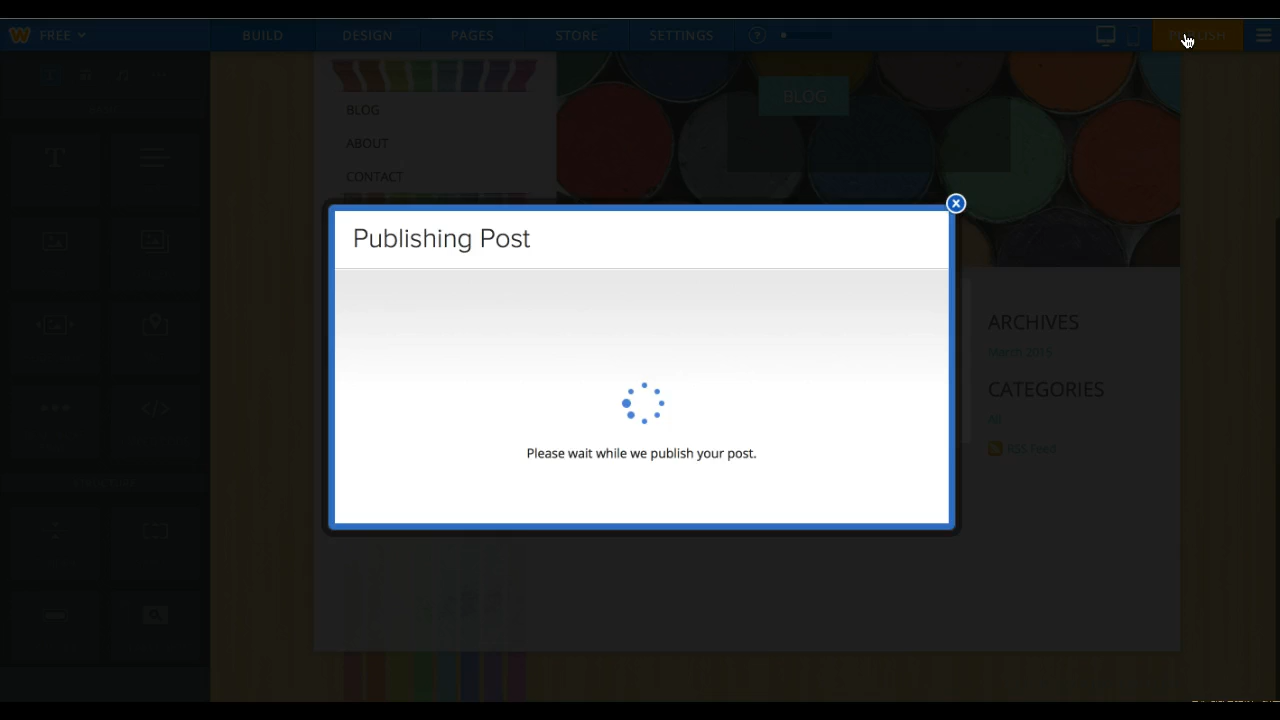 FREE
BUILD
DESIGN
PAGES
STORE
SETTINGS
?
PUBLISH
BLOG
ABOUT
CONTACT
BLOG
Publishing Post
Please wait while we publish your post.
ARCHIVES
March 2015
CATEGORIES
All
RSS Feed